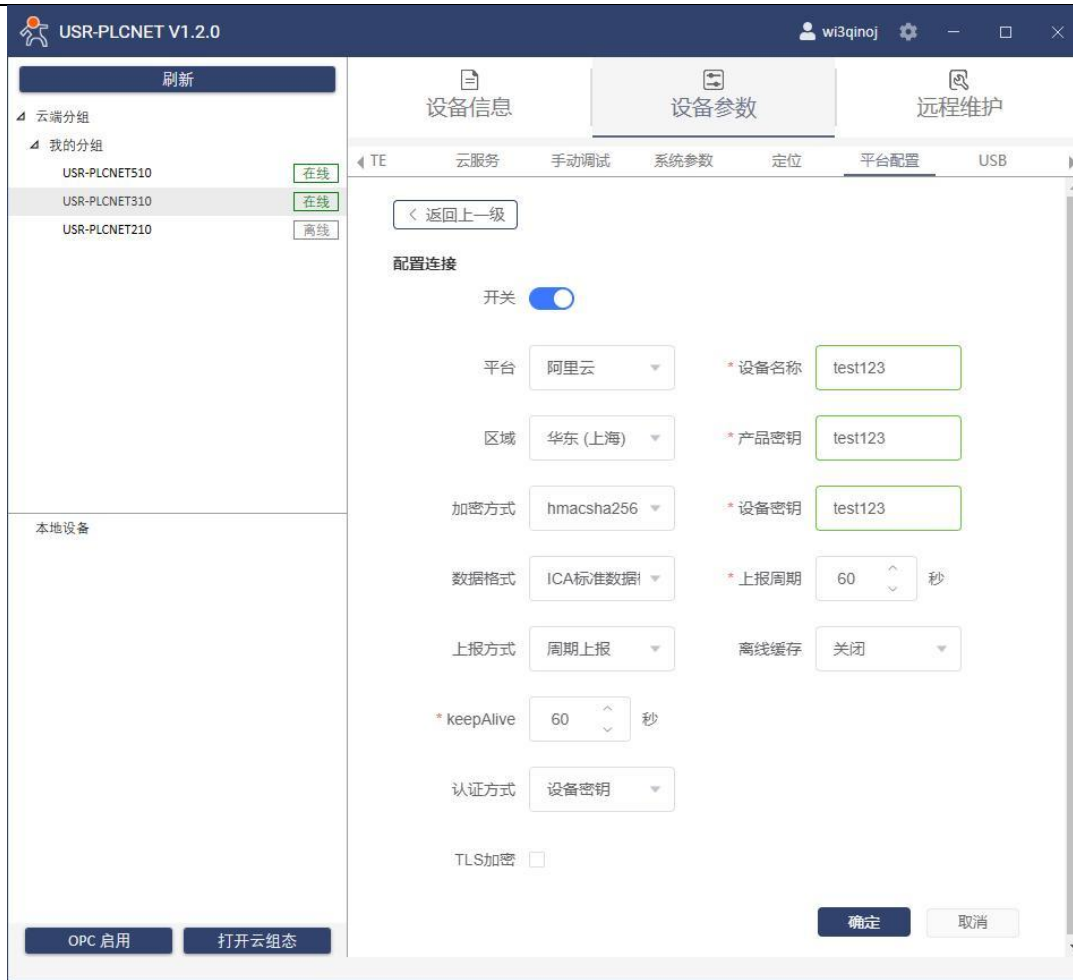 USR-PLCNET V1.2.0
wi3qinoj
刷新
云端分组
我的分组
USR-PLCNET510 在线
USR-PLCNET310 在线
USR-PLCNET210 离线
本地设备
OPC 启用
打开云组态
设备信息
设备参数
远程维护
TE 云服务 手动调试 系统参数 定位 平台配置 USB
返回上一级
配置连接
开关
平台 阿里云 * 设备名称 test123
区域 华东 (上海) * 产品密钥 test123
加密方式 hmacsha256 * 设备密钥 test123
数据格式 ICA标准数据 * 上报周期 60 秒
上报方式 周期上报 离线缓存 关闭
* keepAlive 60 秒
认证方式 设备密钥
TLS加密
确定 取消